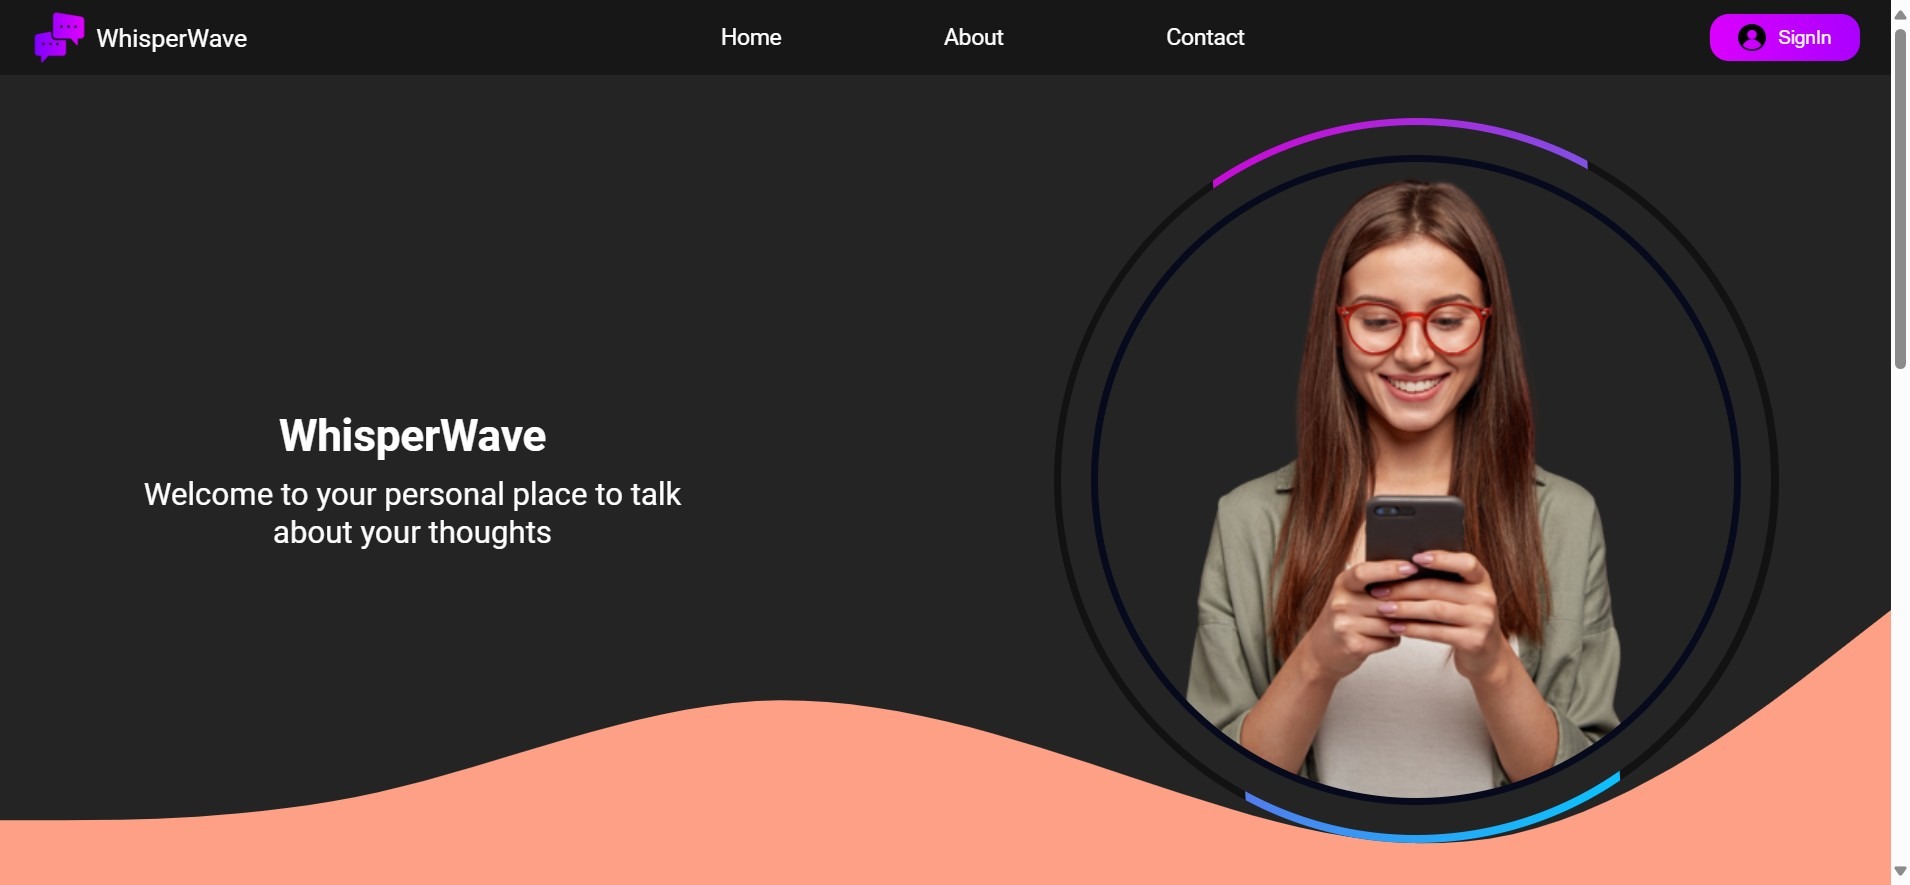 WhisperWave
Home
About
Contact
SignIn
WhisperWave
Welcome to your personal place to talk
about your thoughts